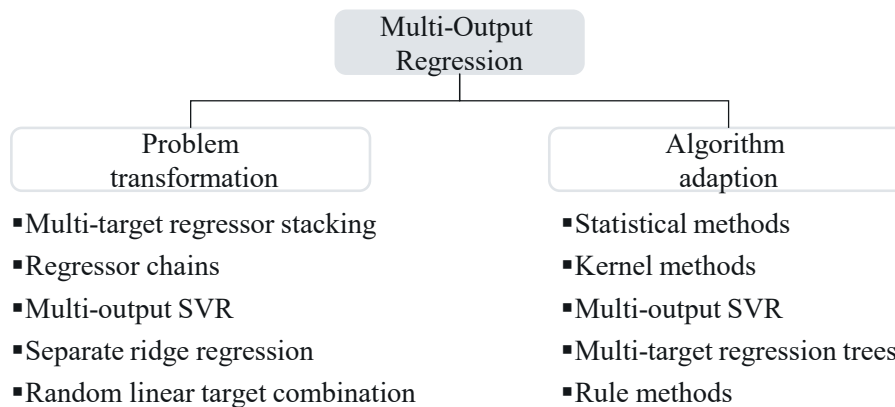 Multi-Output
Regression
Problem
transformation
Algorithm
adaption
▪Multi-target regressor stacking
▪Regressor chains
▪Multi-output SVR
▪Separate ridge regression
▪Random linear target combination
▪Statistical methods
▪Kernel methods
▪Multi-output SVR
▪Multi-target regression trees
▪Rule methods